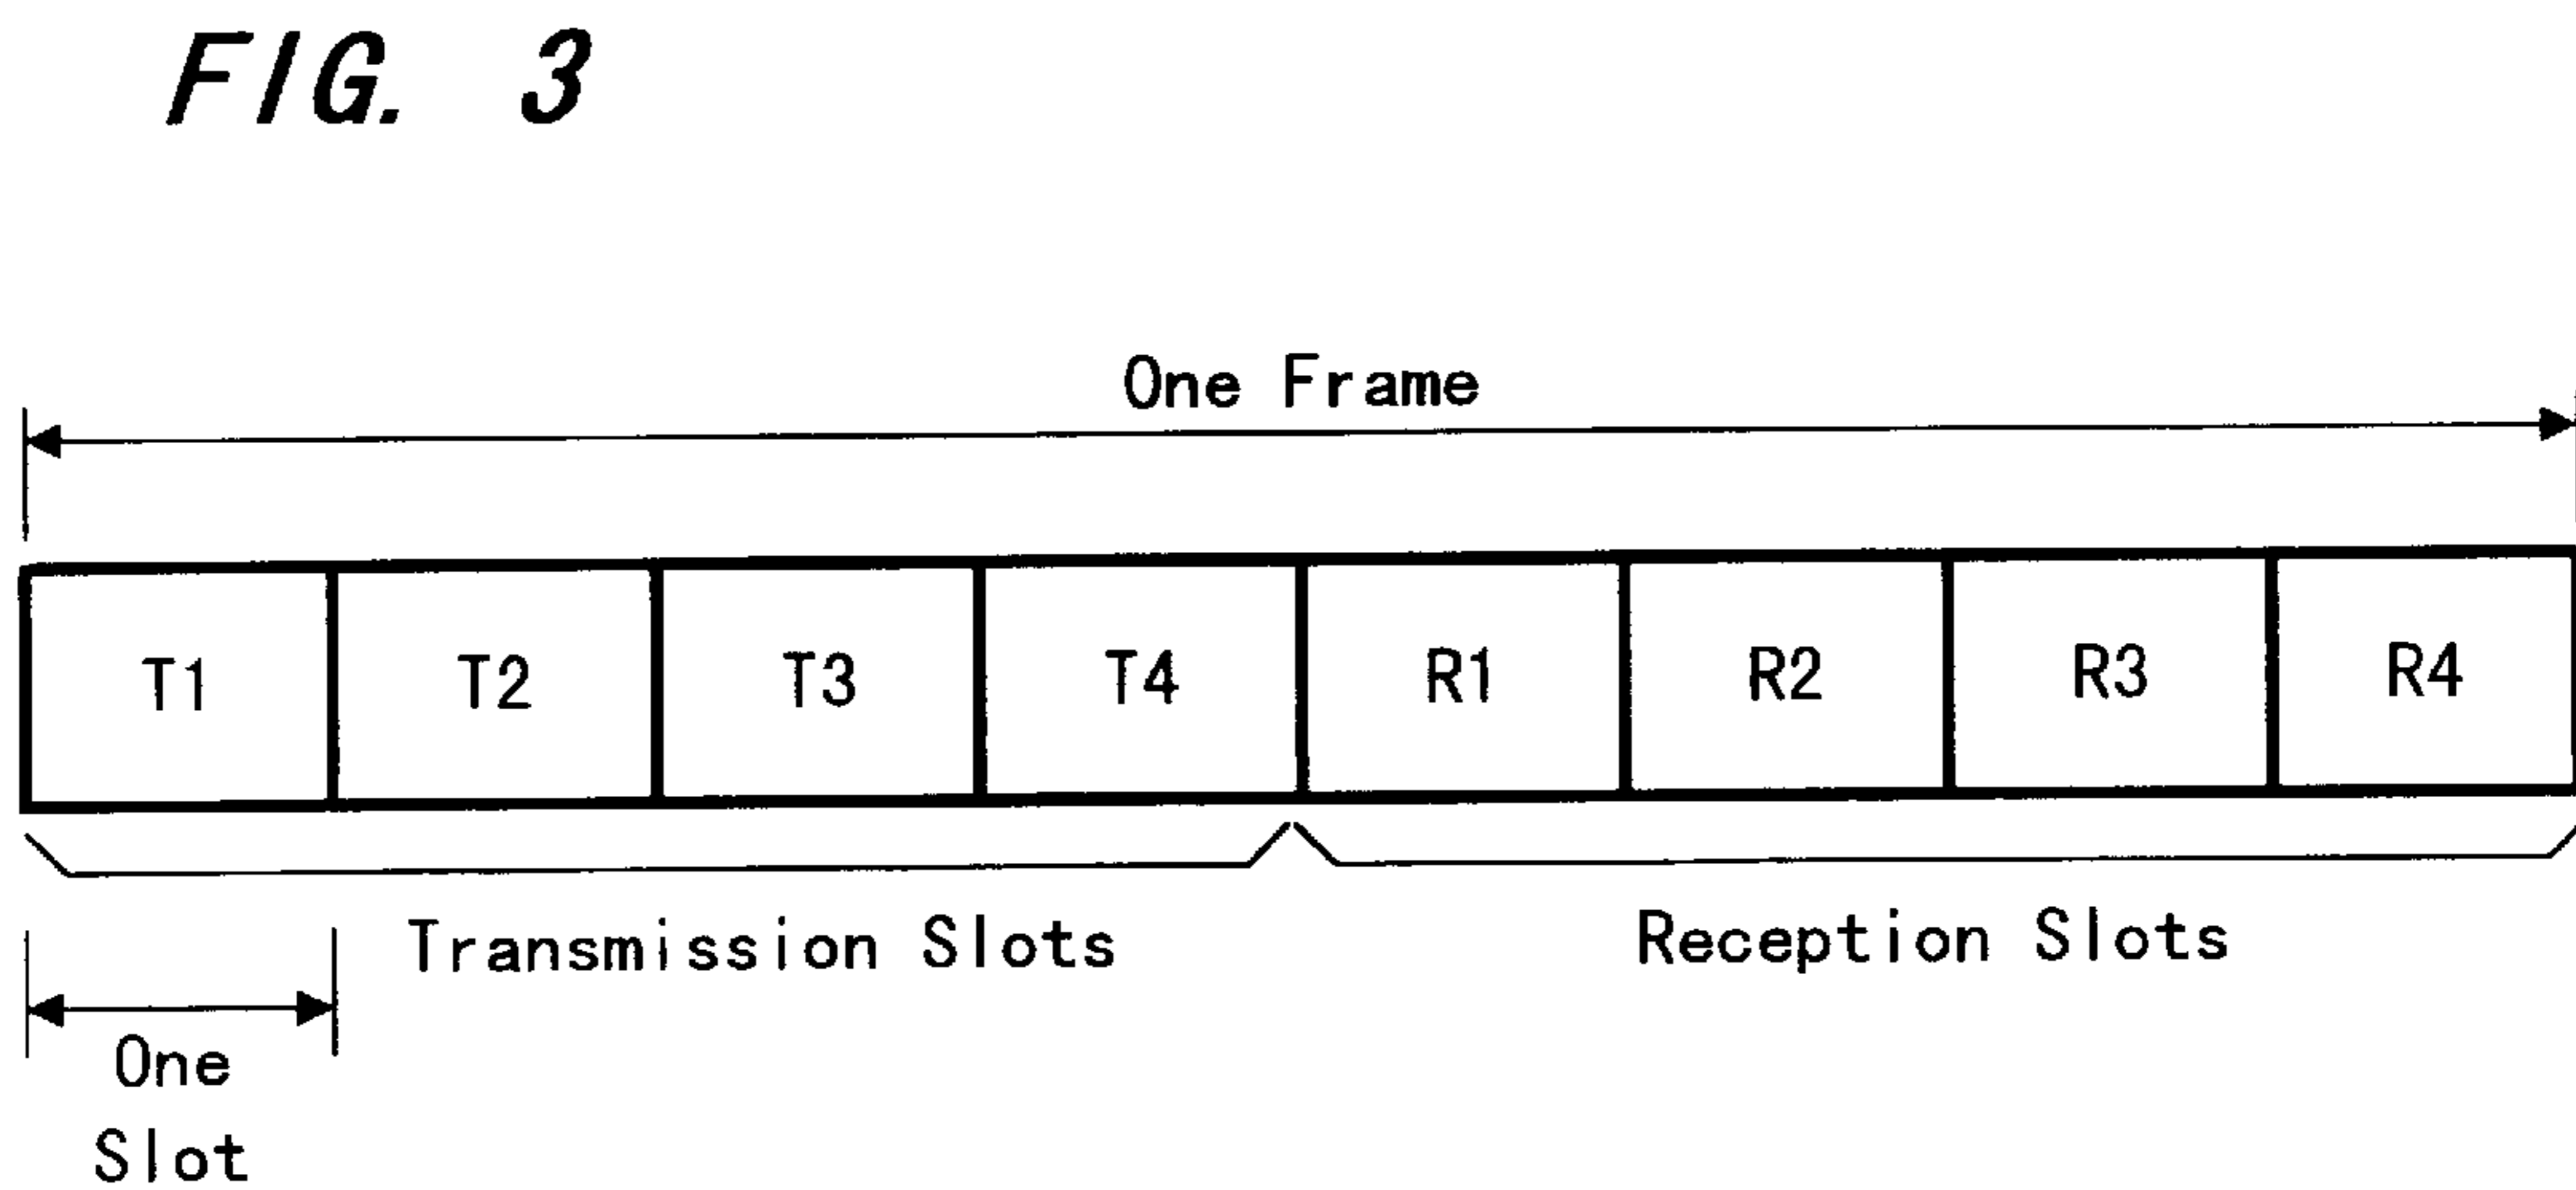 FIG. 3
One Frame
T1 T2 T3 T4 R1 R2 R3 R4
Transmission Slots
Reception Slots
One
Slot